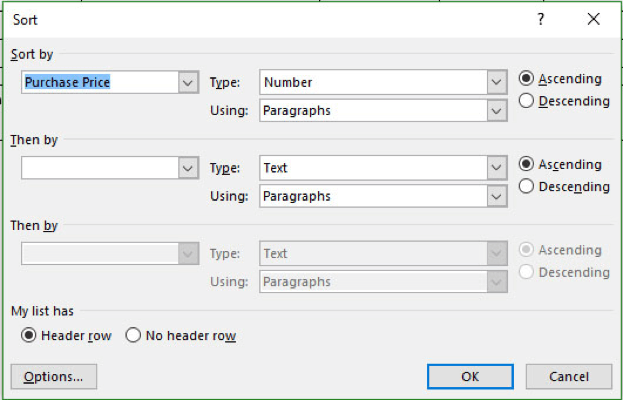 Sort ?
Sort by
Purchase Price Type: Number Ascending
Using: Paragraphs Descending
Then by
Type: Text Ascending
Using: Paragraphs Descending
Then by
Type: Text Ascending
Using: Paragraphs Descending
My list has
Header row No header row
Options... OK Cancel